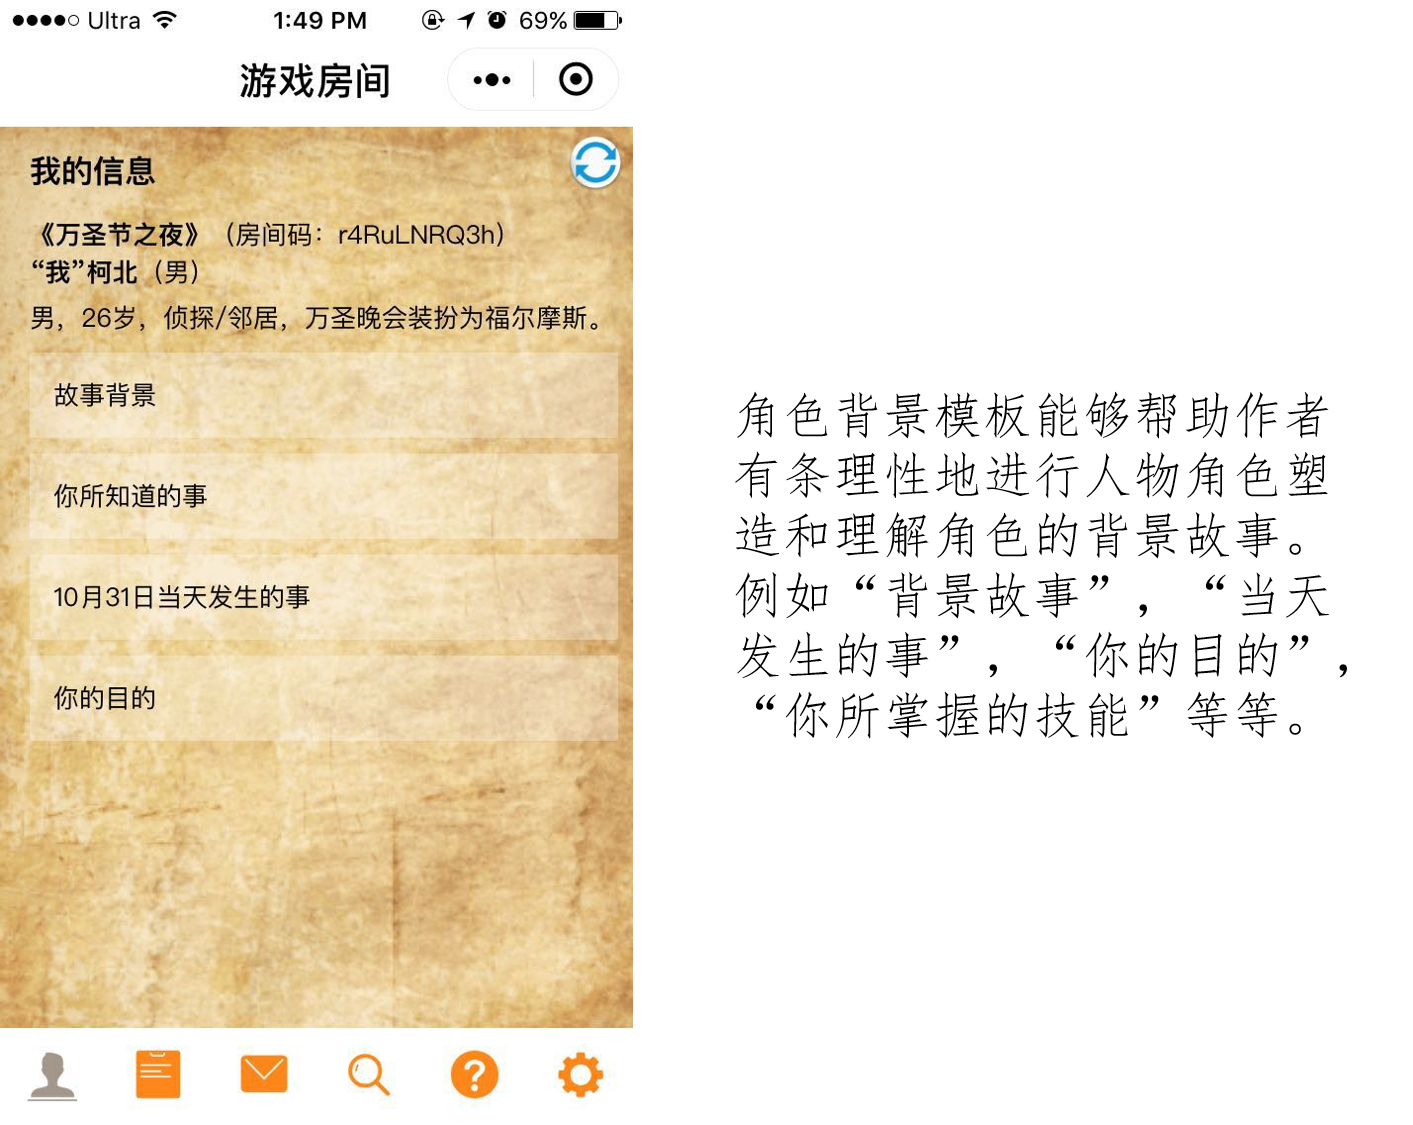 Ultra 1:49 PM 69%
游戏房间
我的信息
《万圣节之夜》（房间码：r4RuLNRQ3h）
“我”柯北（男）
男，26岁，侦探/邻居，万圣晚会装扮为福尔摩斯。
故事背景
你所知道的事
10月31日当天发生的事
你的目的
角色背景模板能够帮助作者
有条理性地进行人物角色塑
造和理解角色的背景故事。
例如“背景故事”，“当天
发生的事”，“你的目的”，
“你所掌握的技能”等等。